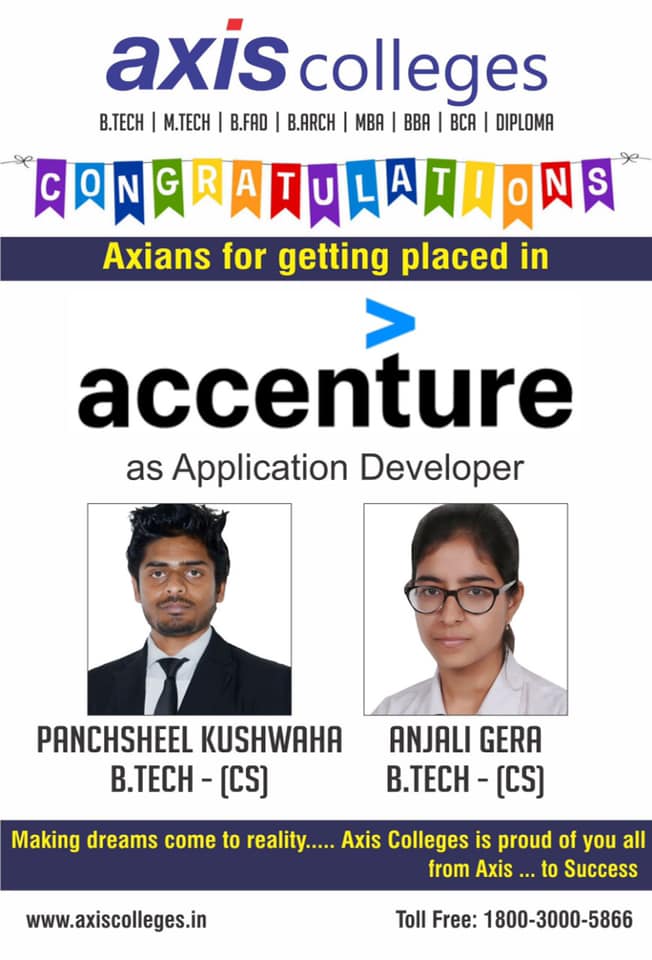 axis colleges
B.TECH | M.TECH | B.FAD | B.ARCH | MBA | BBA | BCA | DIPLOMA
CONGRATULATIONS
Axians for getting placed in
>
accenture
as Application Developer
PANCHSHEEL KUSHWAHA
B.TECH - (CS)
ANJALI GERA
B.TECH - (CS)
Making dreams come to reality..... Axis Colleges is proud of you all
from Axis ... to Success
www.axiscolleges.in
Toll Free: 1800-3000-5866